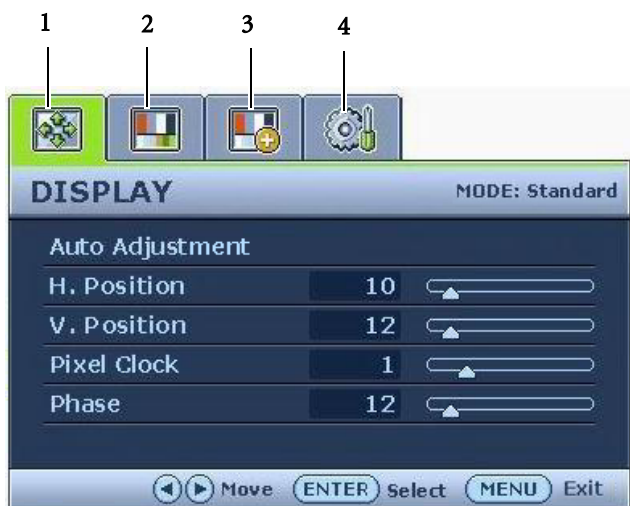 1 2 3 4
DISPLAY MODE: Standard
Auto Adjustment
H. Position 10
V. Position 12
Pixel Clock 1
Phase 12
Move ENTER Select MENU Exit